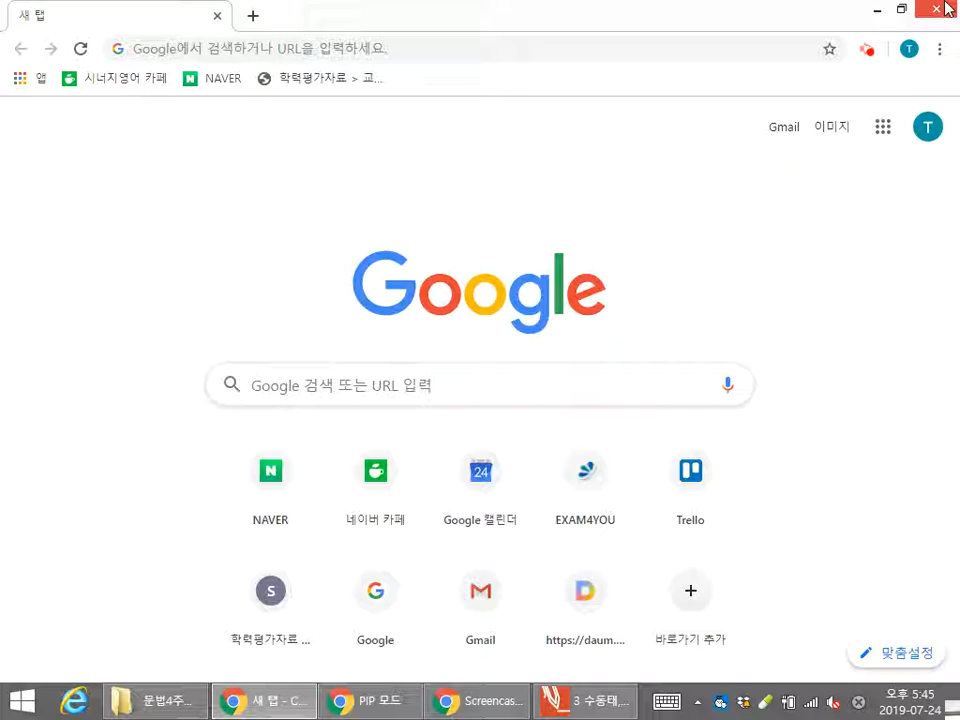 새 탭
Google에서 검색하거나 URL을 입력하세요.
T
앱 시너지영어 카페 NAVER 학력평가자료 > 교...
Gmail 이미지
T
Google
Google 검색 또는 URL 입력
24
NAVER 네이버 카페 Google 캘린더 EXAM4YOU Trello
S
학력평가자료 ... Google Gmail https://daum.... 바로가기 추가
맞춤설정
문법4주... 새 탭 - C... PIP 모드 Screencas... 3 수동태,...
오후 5:45
2019-07-24